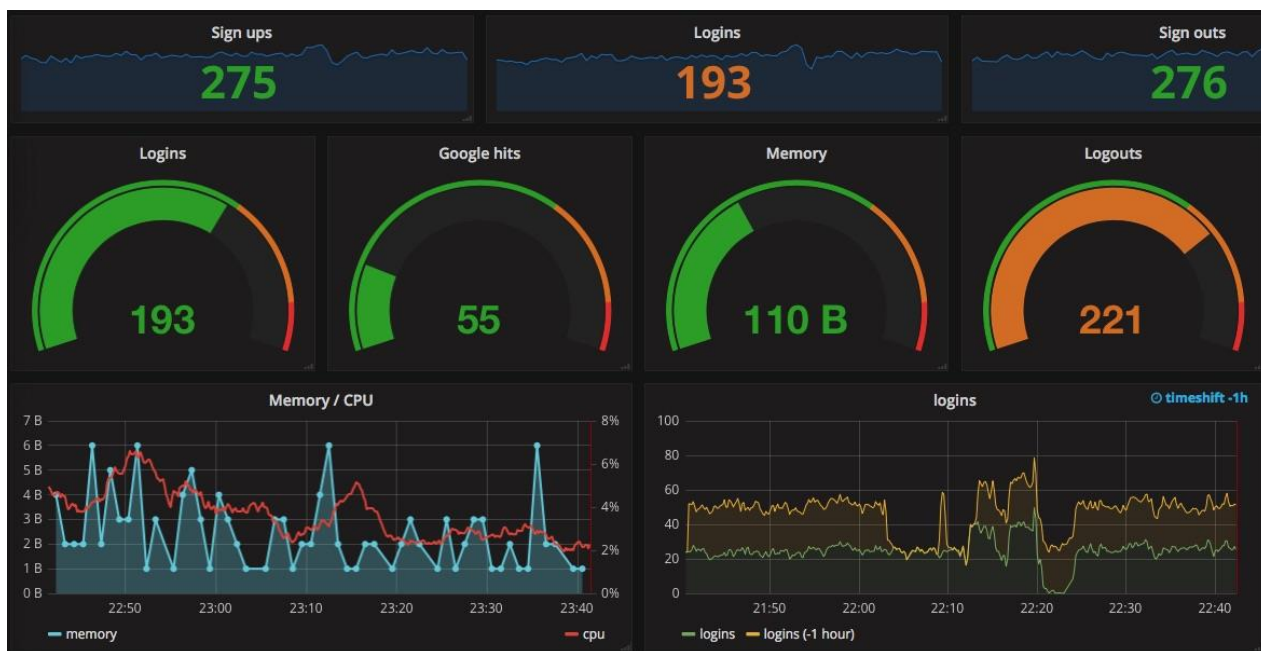 Sign ups
275
Logins
193
Sign outs
276
Logins
193
Google hits
55
Memory
110 B
Logouts
221
Memory / CPU
7 B
6 B
5 B
4 B
3 B
2 B
1 B
0 B
8%
6%
4%
2%
0%
22:50 23:00 23:10 23:20 23:30 23:40
memory cpu
logins
timeshift -1h
100
80
60
40
20
0
21:50 22:00 22:10 22:20 22:30 22:40
logins logins (-1 hour)